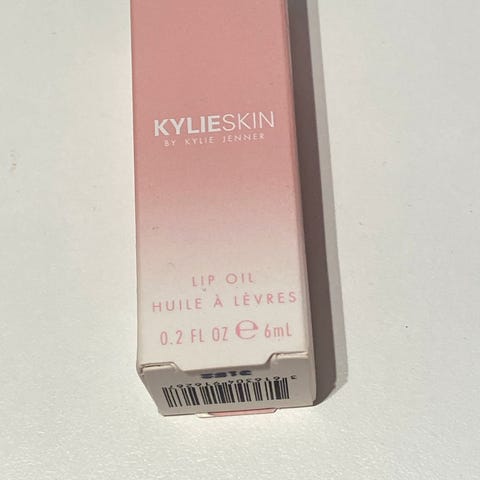 KYLIESKIN
BY KYLIE JENNER
LIP OIL
HUILE À LÈVRES
0.2 FL OZ ℮ 6mL